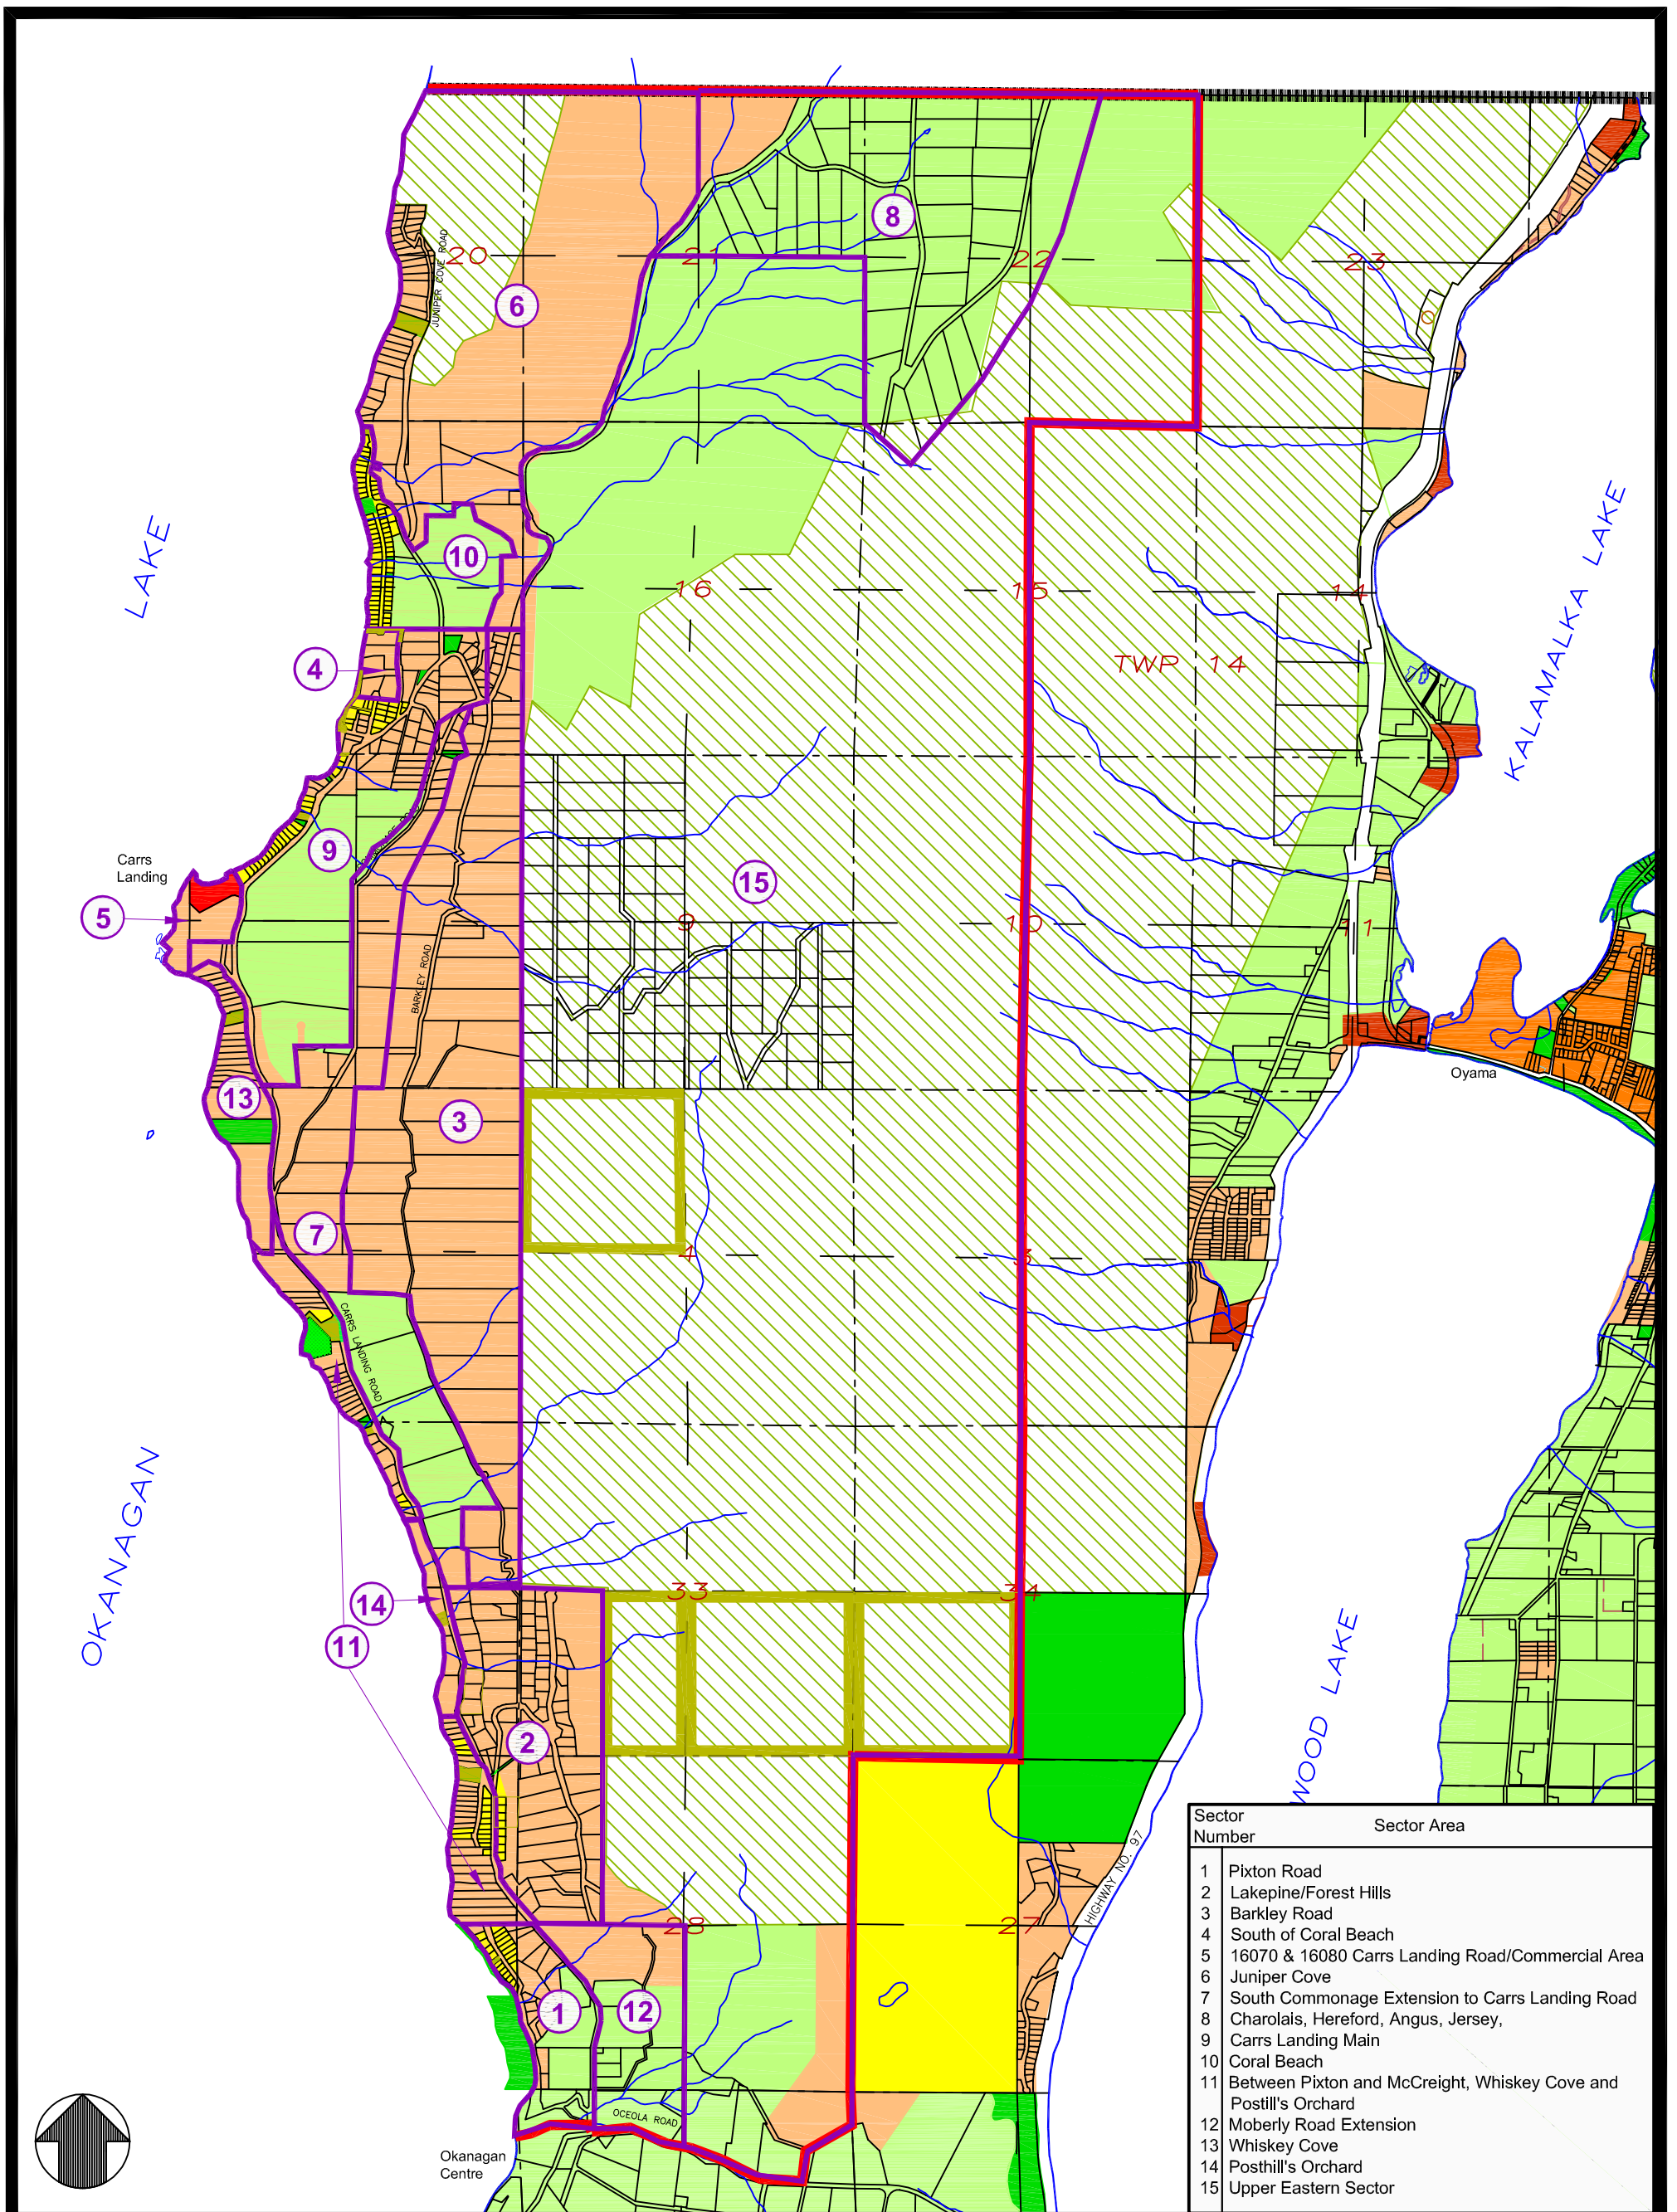 8
20
21
22
23
JUNIPER COVE ROAD
6
LAKE
KALAMALKA LAKE
10
16
15
14
4
TWP 14
9
Carrs
Landing
15
5
9
10
11
BARKLEY ROAD
Oyama
13
3
7
4
3
CARRS LANDING ROAD
OKANAGAN
33
34
14
11
WOOD LAKE
2
HIGHWAY NO. 97
28
27
1
12
OCEOLA ROAD
Okanagan
Centre
Sector
Number
Sector Area
1 Pixton Road
2 Lakepine/Forest Hills
3 Barkley Road
4 South of Coral Beach
5 16070 & 16080 Carrs Landing Road/Commercial Area
6 Juniper Cove
7 South Commonage Extension to Carrs Landing Road
8 Charolais, Hereford, Angus, Jersey,
9 Carrs Landing Main
10 Coral Beach
11 Between Pixton and McCreight, Whiskey Cove and
Postill's Orchard
12 Moberly Road Extension
13 Whiskey Cove
14 Posthill's Orchard
15 Upper Eastern Sector